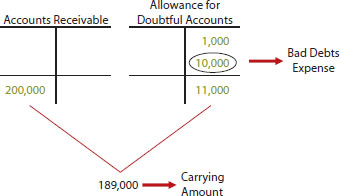 Accounts Receivable
Allowance for
Doubtful Accounts
1,000
10,000
Bad Debts
Expense
200,000
11,000
189,000
Carrying
Amount